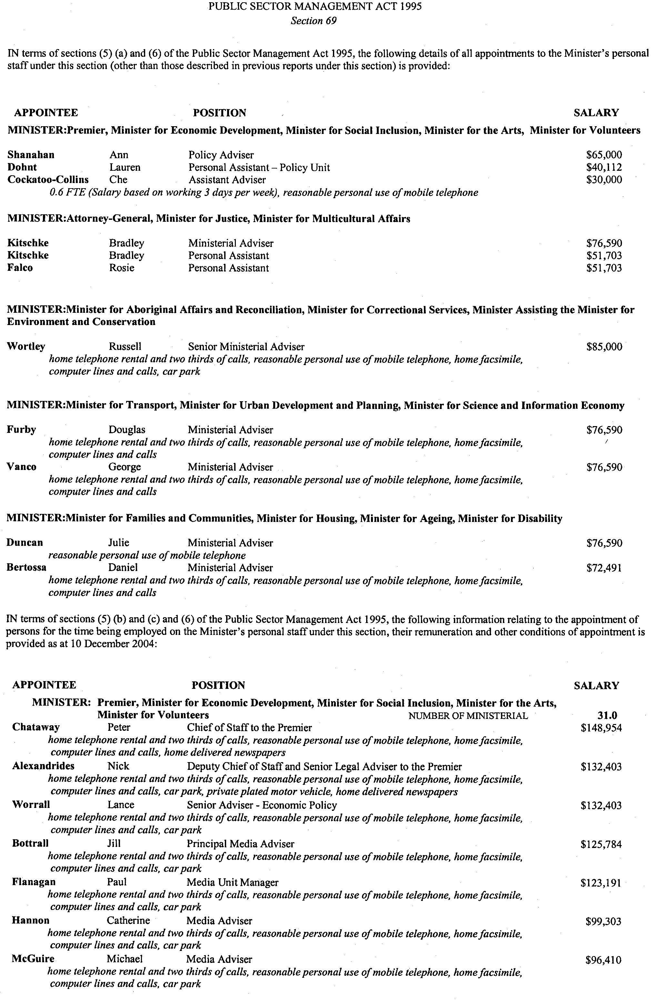 PUBLIC SECTOR MANAGEMENT ACT 1995
Section 69
IN terms of sections (5) (a) and (6) of the Public Sector Management Act 1995, the following details of all appointments to the Minister's personal
staff under this section (other than those described in previous reports under this section) is provided:
APPOINTEE POSITION SALARY
MINISTER:Premier, Minister for Economic Development, Minister for Social Inclusion, Minister for the Arts, Minister for Volunteers
Shanahan Ann Policy Adviser $65,000
Dohnt Lauren Personal Assistant – Policy Unit $40,112
Cockatoo-Collins Che Assistant Adviser $30,000
0.6 FTE (Salary based on working 3 days per week), reasonable personal use of mobile telephone
MINISTER:Attorney-General, Minister for Justice, Minister for Multicultural Affairs
Kitschke Bradley Ministerial Adviser $76,590
Kitschke Bradley Personal Assistant $51,703
Falco Rosie Personal Assistant $51,703
MINISTER:Minister for Aboriginal Affairs and Reconciliation, Minister for Correctional Services, Minister Assisting the Minister for
Environment and Conservation
Wortley Russell Senior Ministerial Adviser $85,000
home telephone rental and two thirds of calls, reasonable personal use of mobile telephone, home facsimile,
computer lines and calls, car park
MINISTER:Minister for Transport, Minister for Urban Development and Planning, Minister for Science and Information Economy
Furby Douglas Ministerial Adviser $76,590
home telephone rental and two thirds of calls, reasonable personal use of mobile telephone, home facsimile,
computer lines and calls
Vanco George Ministerial Adviser $76,590
home telephone rental and two thirds of calls, reasonable personal use of mobile telephone, home facsimile,
computer lines and calls
MINISTER:Minister for Families and Communities, Minister for Housing, Minister for Ageing, Minister for Disability
Duncan Julie Ministerial Adviser $76,590
reasonable personal use of mobile telephone
Bertossa Daniel Ministerial Adviser $72,491
home telephone rental and two thirds of calls, reasonable personal use of mobile telephone, home facsimile,
computer lines and calls
IN terms of sections (5) (b) and (c) and (6) of the Public Sector Management Act 1995, the following information relating to the appointment of
persons for the time being employed on the Minister's personal staff under this section, their remuneration and other conditions of appointment is
provided as at 10 December 2004:
APPOINTEE POSITION SALARY
MINISTER: Premier, Minister for Economic Development, Minister for Social Inclusion, Minister for the Arts,
Minister for Volunteers NUMBER OF MINISTERIAL 31.0
Chataway Peter Chief of Staff to the Premier $148,954
home telephone rental and two thirds of calls, reasonable personal use of mobile telephone, home facsimile,
computer lines and calls, home delivered newspapers
Alexandrides Nick Deputy Chief of Staff and Senior Legal Adviser to the Premier $132,403
home telephone rental and two thirds of calls, reasonable personal use of mobile telephone, home facsimile,
computer lines and calls, car park, private plated motor vehicle, home delivered newspapers
Worrall Lance Senior Adviser - Economic Policy $132,403
home telephone rental and two thirds of calls, reasonable personal use of mobile telephone, home facsimile,
computer lines and calls, car park
Bottrall Jill Principal Media Adviser $125,784
home telephone rental and two thirds of calls, reasonable personal use of mobile telephone, home facsimile,
computer lines and calls, car park
Flanagan Paul Media Unit Manager $123,191
home telephone rental and two thirds of calls, reasonable personal use of mobile telephone, home facsimile,
computer lines and calls, car park
Hannon Catherine Media Adviser $99,303
home telephone rental and two thirds of calls, reasonable personal use of mobile telephone, home facsimile,
computer lines and calls, car park
McGuire Michael Media Adviser $96,410
home telephone rental and two thirds of calls, reasonable personal use of mobile telephone, home facsimile,
computer lines and calls, car park